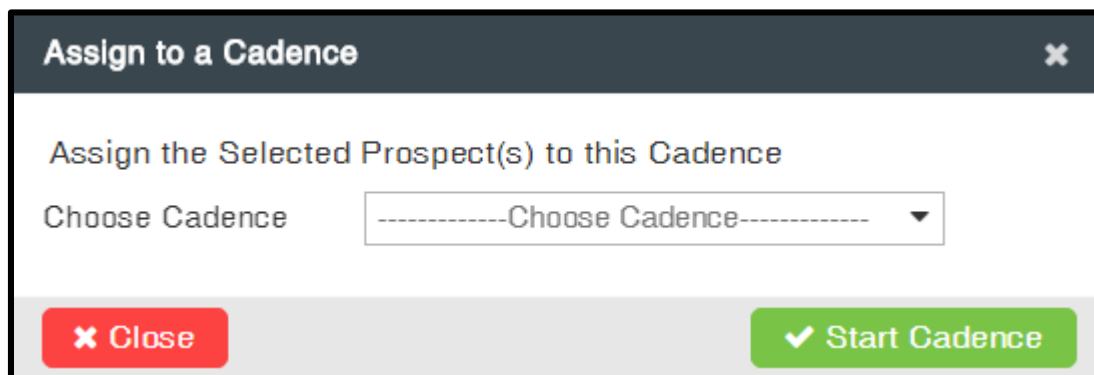 Assign to a Cadence
Assign the Selected Prospect(s) to this Cadence
Choose Cadence -------------Choose Cadence-------------
Close Start Cadence